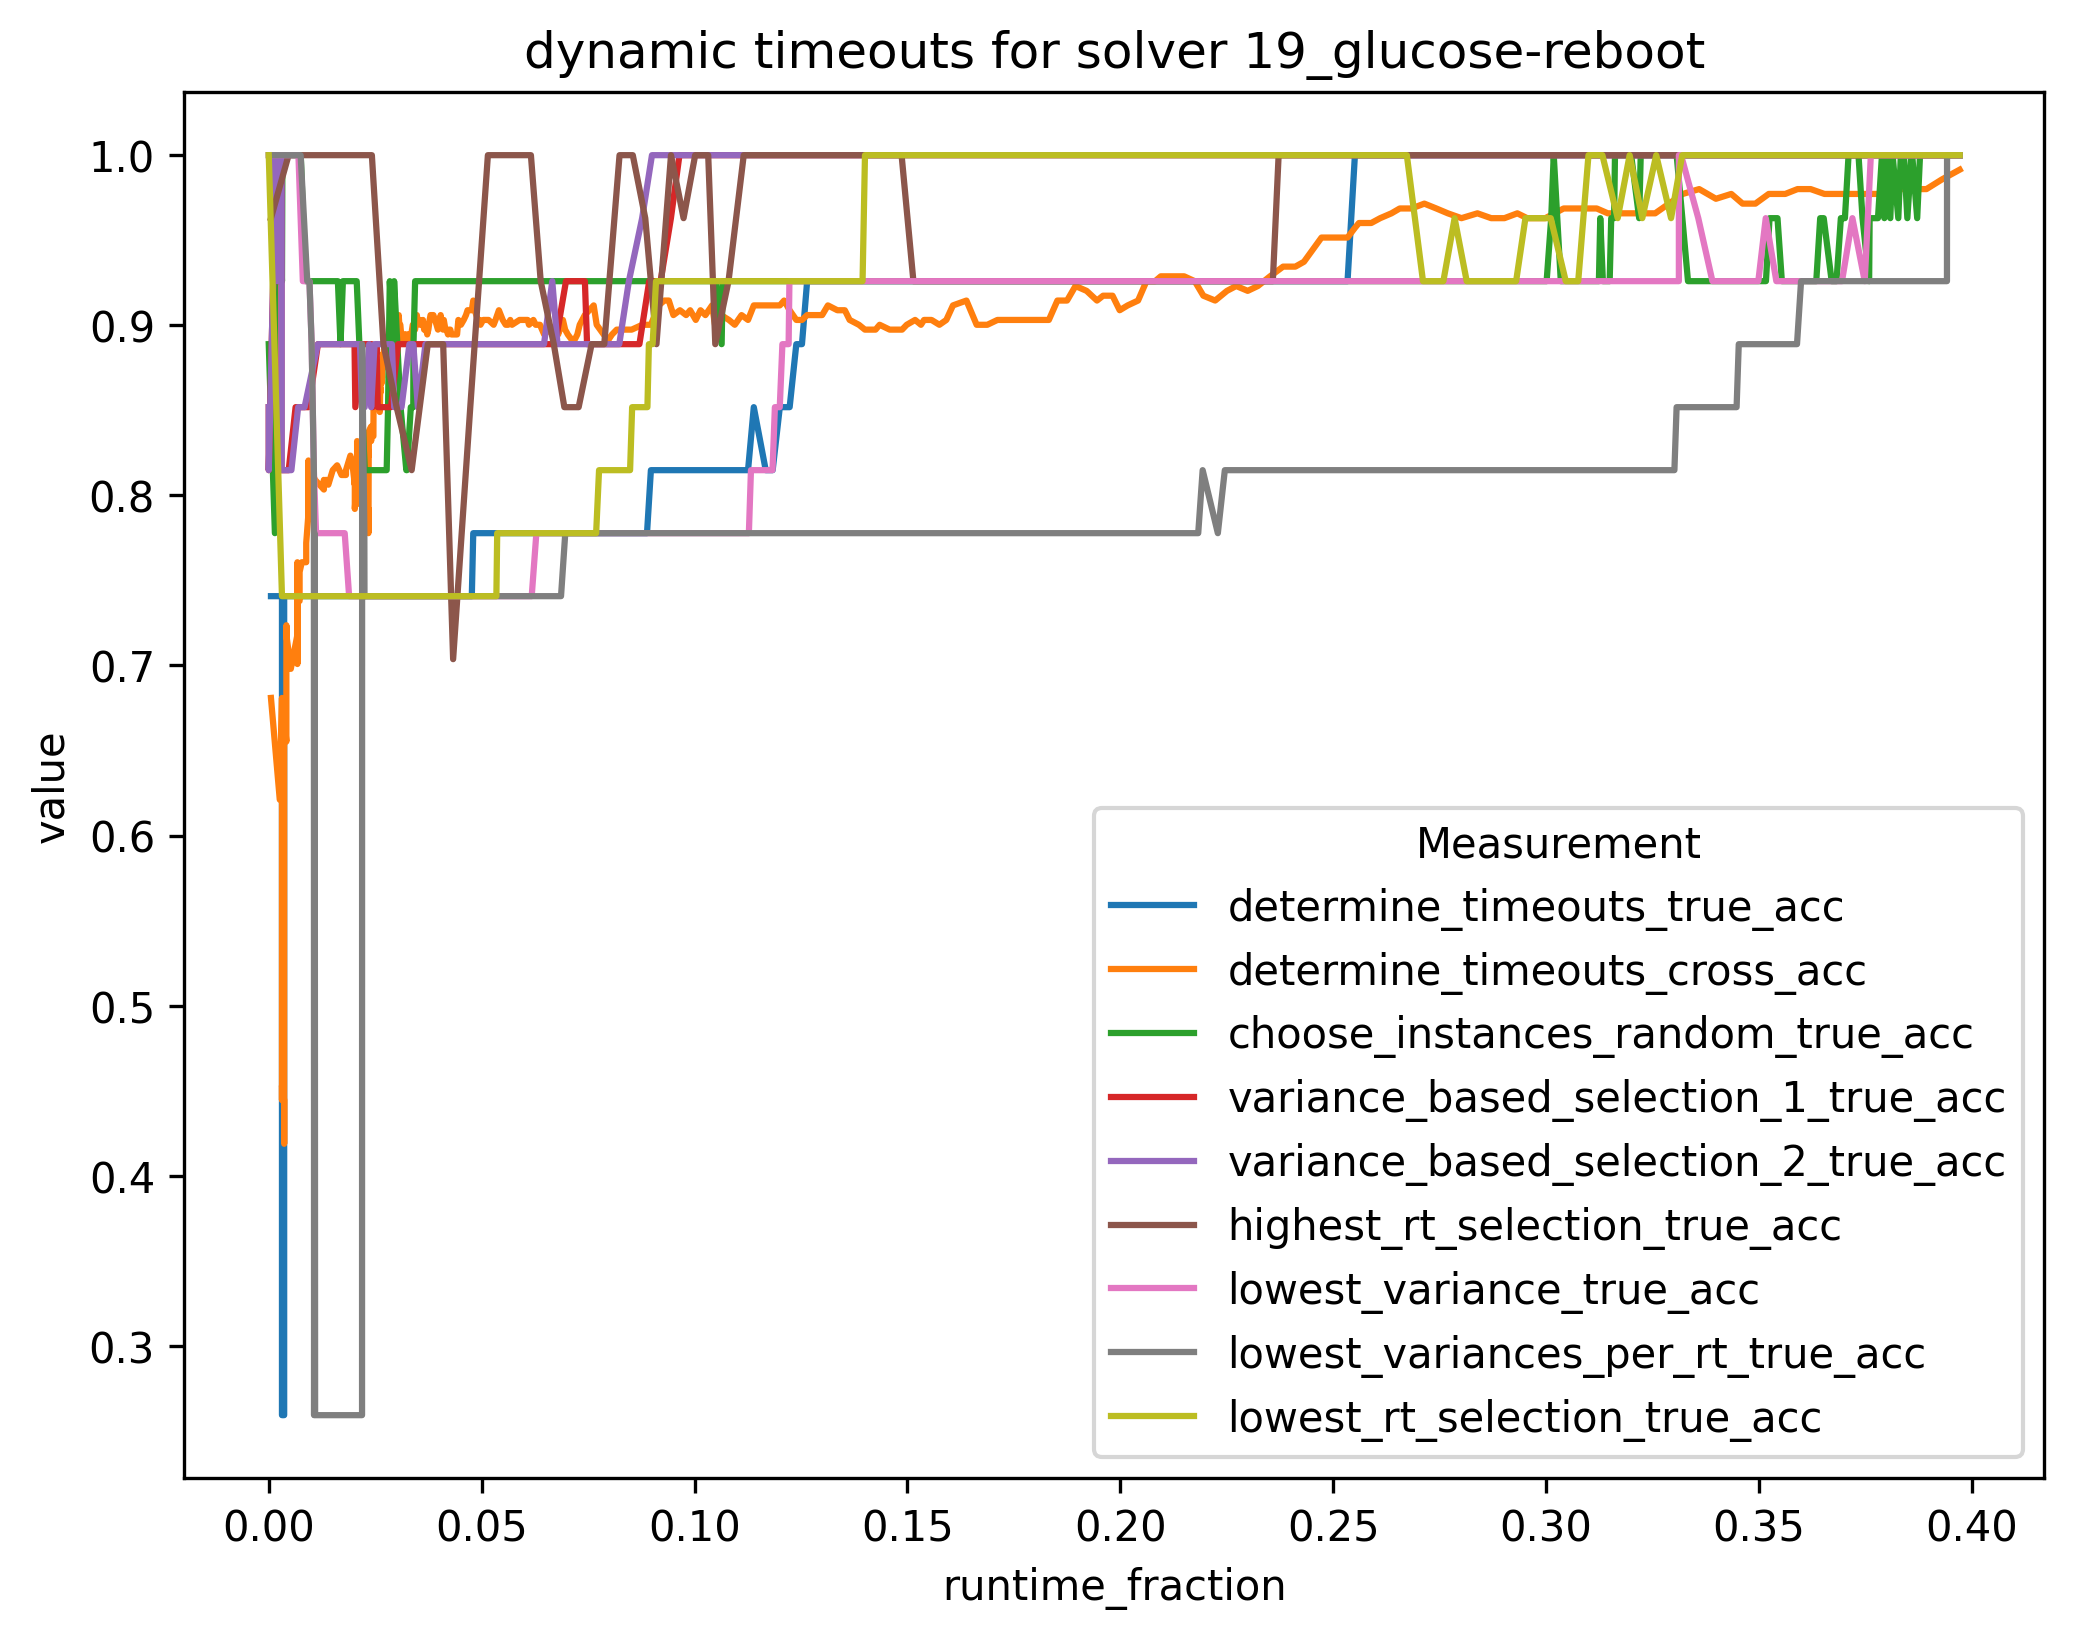 dynamic timeouts for solver 19_glucose-reboot
1.0
0.9
0.8
0.7
0.6
0.5
0.4
0.3
value
Measurement
determine_timeouts_true_acc
determine_timeouts_cross_acc
choose_instances_random_true_acc
variance_based_selection_1_true_acc
variance_based_selection_2_true_acc
highest_rt_selection_true_acc
lowest_variance_true_acc
lowest_variances_per_rt_true_acc
lowest_rt_selection_true_acc
0.00 0.05 0.10 0.15 0.20 0.25 0.30 0.35 0.40
runtime_fraction